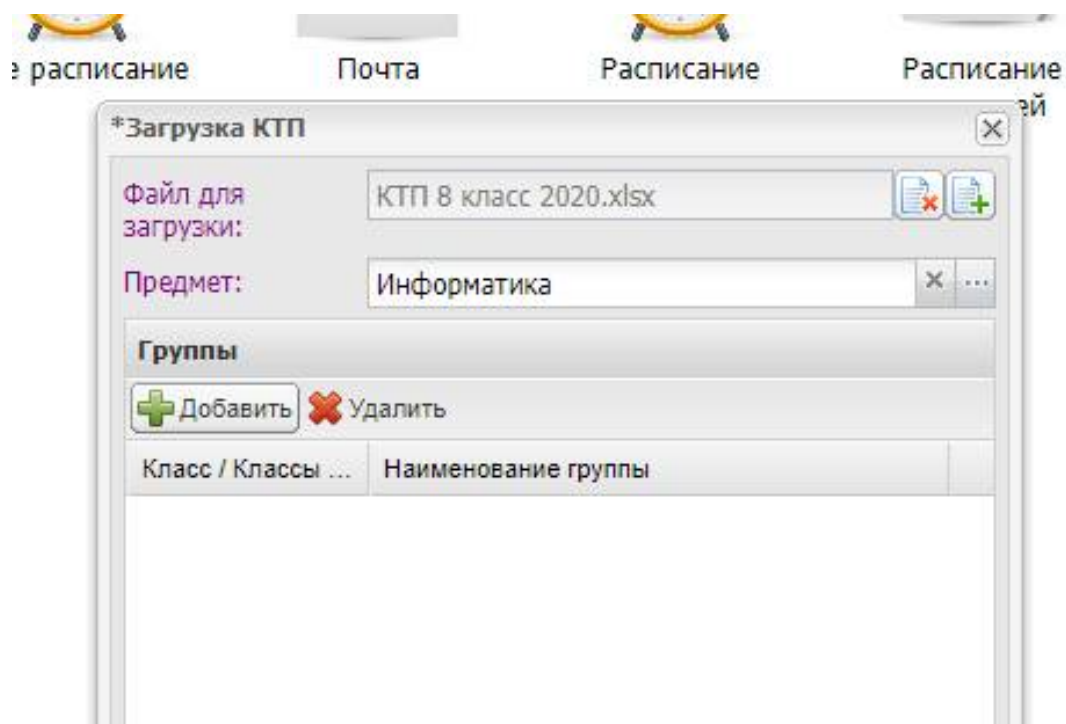 е расписание
Почта
Расписание
Расписание
ей
*Загрузка КТП
Файл для
загрузки:
КТП 8 класс 2020.xlsx
Предмет:
Информатика
Группы
Добавить
Удалить
Класс / Классы ...
Наименование группы